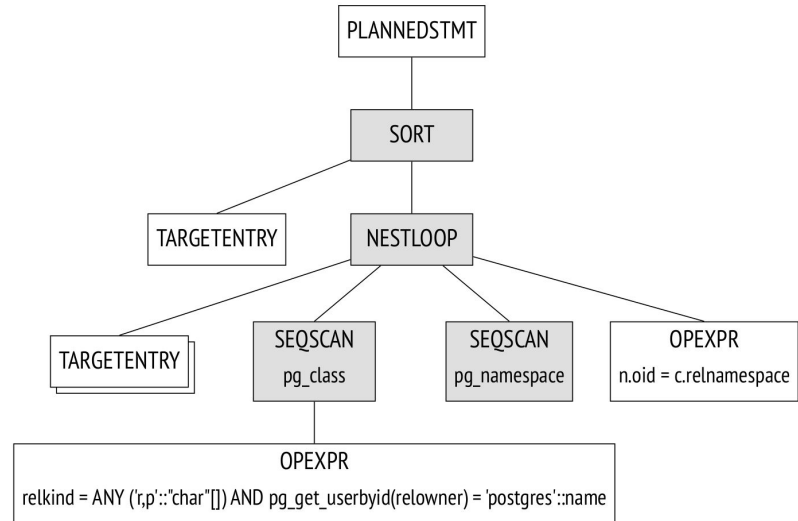 PLANNEDSTMT
SORT
TARGETENTRY
NESTLOOP
TARGETENTRY
SEQSCAN
pg_class
SEQSCAN
pg_namespace
OPEXPR
n.oid = c.relnamespace
OPEXPR
relkind = ANY ('r,p'::"char"[]) AND pg_get_userbyid(relowner) = 'postgres'::name